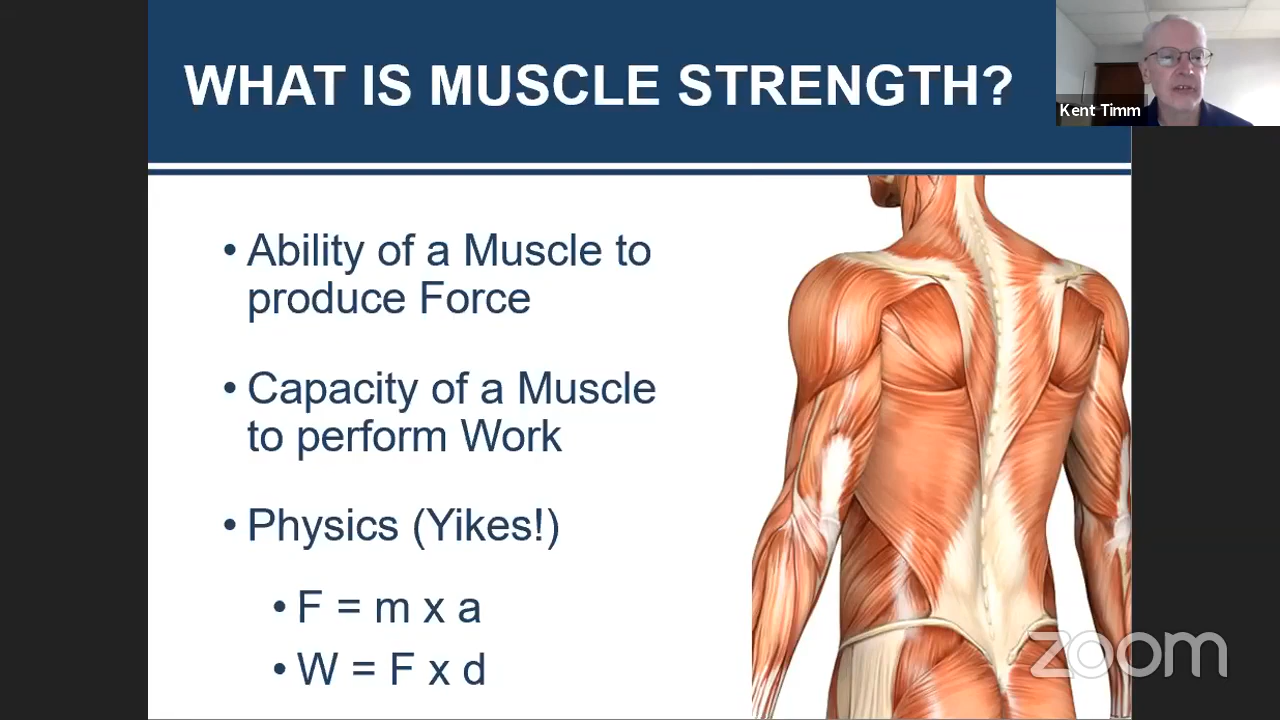 WHAT IS MUSCLE STRENGTH?
Kent Timm
• Ability of a Muscle to
produce Force
• Capacity of a Muscle
to perform Work
• Physics (Yikes!)
• F = m x a
• W = F x d
zoom